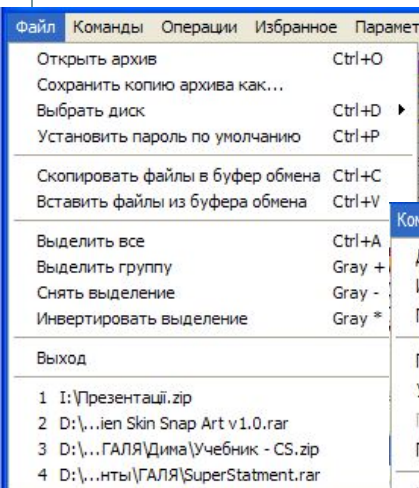 Файл Команды Операции Избранное Парамет
Открыть архив Ctrl+O
Сохранить копию архива как...
Выбрать диск Ctrl+D
Установить пароль по умолчанию Ctrl+P
Скопировать файлы в буфер обмена Ctrl+C
Вставить файлы из буфера обмена Ctrl+V
Ком
Выделить все Ctrl+A
Выделить группу Gray +
Снять выделение Gray -
Инвертировать выделение Gray *
Выход
1 I:\Презентації.zip
2 D:\...ien Skin Snap Art v1.0.rar
3 D:\...ГАЛЯ\Дима\Учебник - CS.zip
4 D:\...нты\ГАЛЯ\SuperStatment.rar